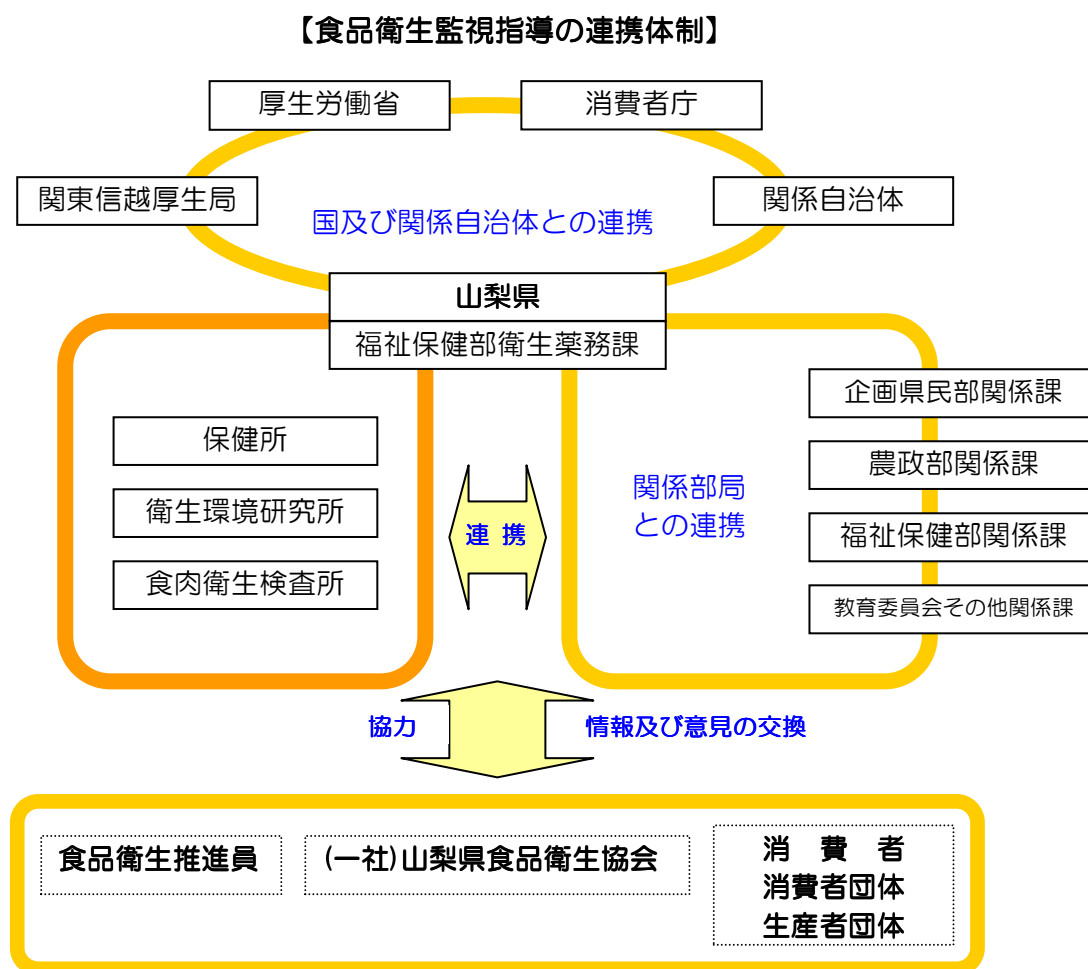 【食品衛生監視指導の連携体制】
厚生労働省
消費者庁
関東信越厚生局
関係自治体
国及び関係自治体との連携
山梨県
福祉保健部衛生薬務課
保健所
衛生環境研究所
食肉衛生検査所
連 携
関係部局
との連携
企画県民部関係課
農政部関係課
福祉保健部関係課
教育委員会その他関係課
協力
情報及び意見の交換
食品衛生推進員
(一社)山梨県食品衛生協会
消 費 者
消費者団体
生産者団体